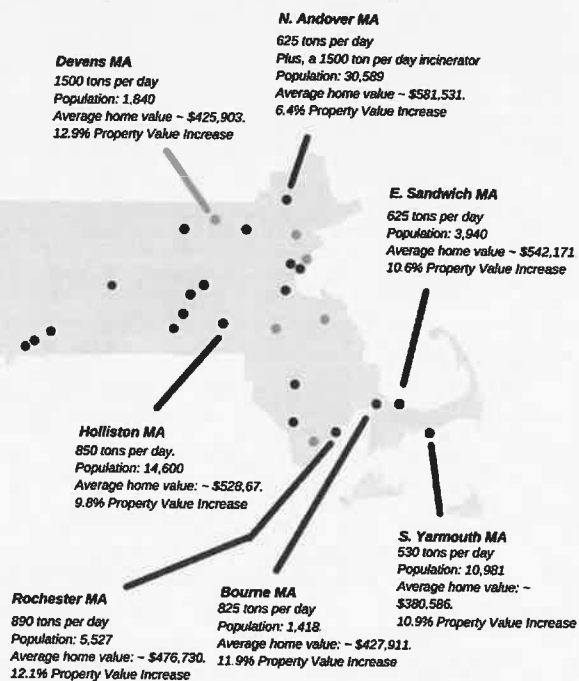 N. Andover MA
625 tons per day
Plus, a 1500 ton per day incinerator
Population: 30,589
Average home value ~ $581,531.
6.4% Property Value Increase
Devens MA
1500 tons per day
Population: 1,840
Average home value ~ $425,903.
12.9% Property Value Increase
E. Sandwich MA
625 tons per day
Population: 3,940
Average home value ~ $542,171
10.6% Property Value Increase
Holliston MA
850 tons per day.
Population: 14,600
Average home value: ~ $528,67.
9.8% Property Value Increase
S. Yarmouth MA
530 tons per day
Population: 10,981
Average home value: ~
$380,586.
10.9% Property Value Increase
Rochester MA
890 tons per day
Population: 5,527
Average home value: ~ $476,730.
12.1% Property Value Increase
Bourne MA
825 tons per day
Population: 1,418.
Average home value: ~ $427,911.
11.9% Property Value Increase